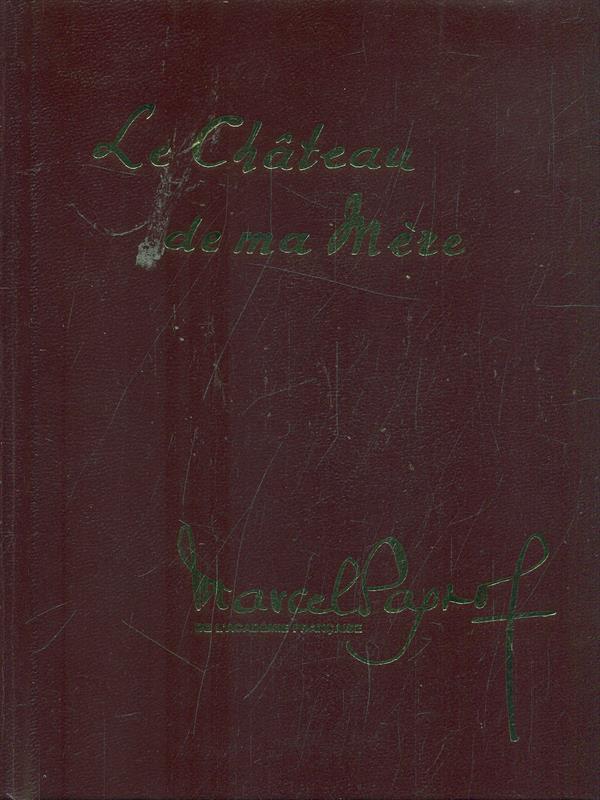 Le Château
de ma Mère
Marcel Pagnol
DE L'ACADÉMIE FRANÇAISE